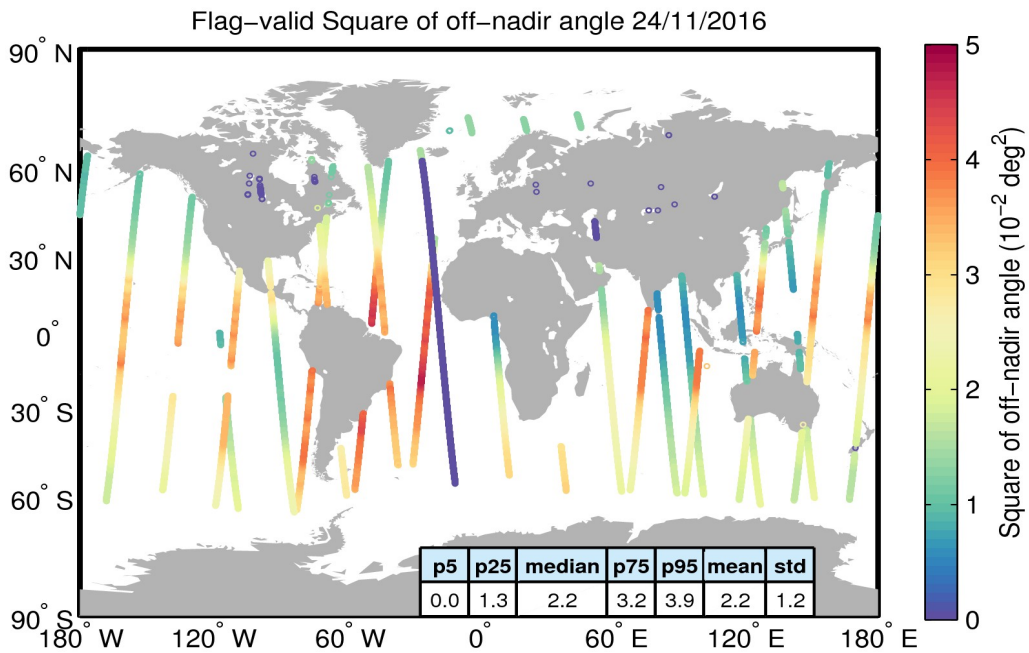 Flag−valid Square of off−nadir angle 24/11/2016
90° N
60° N
30° N
0°
30° S
60° S
90° S
180° W
120° W
60° W
0°
60° E
120° E
180° E
p5 p25 median p75 p95 mean std
0.0 1.3 2.2 3.2 3.9 2.2 1.2
5
4
3
2
1
0
Square of off−nadir angle (10⁻² deg²)